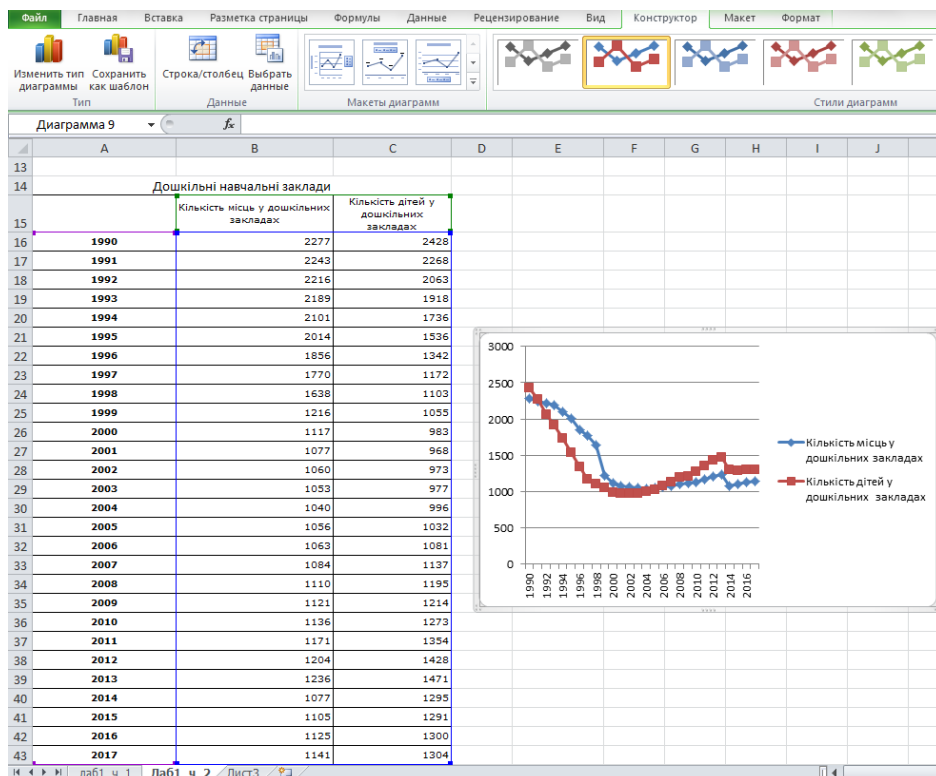 Файл Главная Вставка Разметка страницы Формулы Данные Рецензирование Вид Конструктор Макет Формат
Изменить тип диаграммы Сохранить как шаблон Строка/столбец Выбрать данные
Тип Данные Макеты диаграмм Стили диаграмм
Диаграмма 9 fx
A B C D E F G H I J
13
14 Дошкільні навчальні заклади
15 Кількість місць у дошкільних закладах Кількість дітей у дошкільних закладах
16 1990 2277 2428
17 1991 2243 2268
18 1992 2216 2063
19 1993 2189 1918
20 1994 2101 1736
21 1995 2014 1536
22 1996 1856 1342
23 1997 1770 1172
24 1998 1638 1103
25 1999 1216 1055
26 2000 1117 983
27 2001 1077 968
28 2002 1060 973
29 2003 1053 977
30 2004 1040 996
31 2005 1056 1032
32 2006 1063 1081
33 2007 1084 1137
34 2008 1110 1195
35 2009 1121 1214
36 2010 1136 1273
37 2011 1171 1354
38 2012 1204 1428
39 2013 1236 1471
40 2014 1077 1295
41 2015 1105 1291
42 2016 1125 1300
43 2017 1141 1304
3000
2500
2000
1500
1000
500
0
1990 1992 1994 1996 1998 2000 2002 2004 2006 2008 2010 2012 2014 2016
Кількість місць у
дошкільних закладах
Кількість дітей у
дошкільних закладах
лаб1_ч_1 Лаб1_ч_2 Лист3